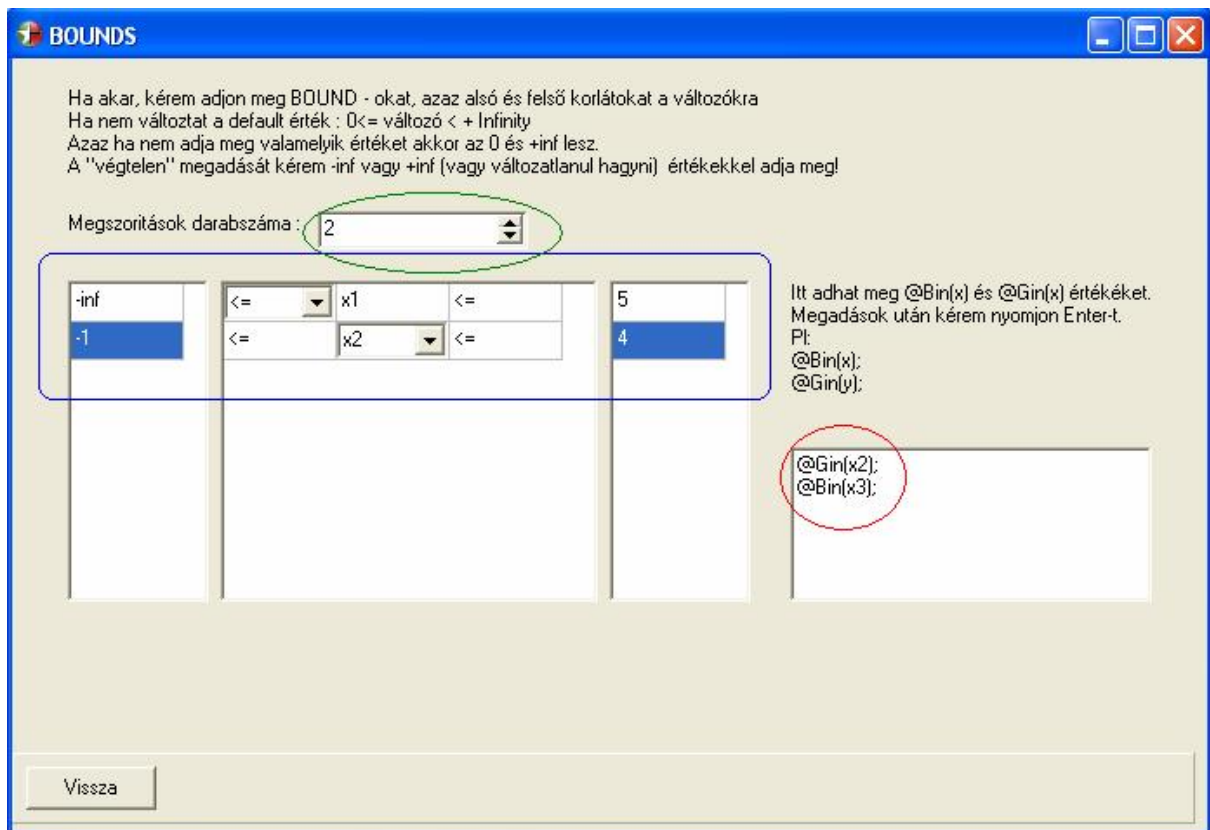 BOUNDS
Ha akar, kérem adjon meg BOUND - okat, azaz alsó és felső korlátokat a változókra
Ha nem változtat a default érték : 0<= változó < + Infinity
Azaz ha nem adja meg valamelyik értéket akkor az 0 és +inf lesz.
A "végtelen" megadását kérem -inf vagy +inf (vagy változatlanul hagyni) értékekkel adja meg!
Megszorítások darabszáma : 2
-inf <= x1 <= 5
-1 <= x2 <= 4
Itt adhat meg @Bin(x) és @Gin(x) értékéket.
Megadások után kérem nyomjon Enter-t.
Pl:
@Bin(x);
@Gin(y);
@Gin(x2);
@Bin(x3);
Vissza